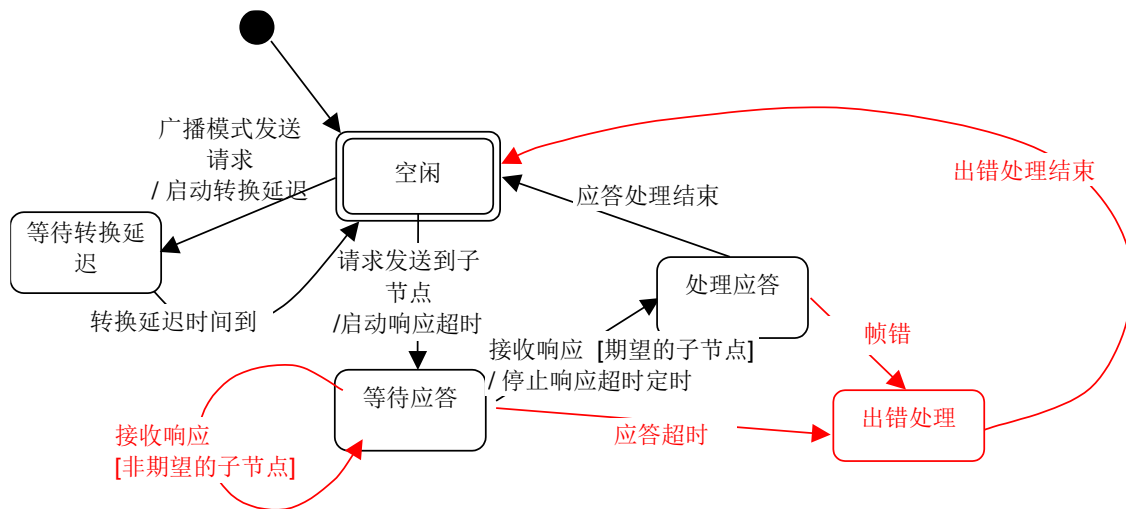 广播模式发送
请求
/ 启动转换延迟
空闲
出错处理结束
应答处理结束
等待转换延
迟
请求发送到子
节点
/启动响应超时
处理应答
转换延迟时间到
接收响应 [期望的子节点]
/ 停止响应超时定时
帧错
等待应答
出错处理
应答超时
接收响应
[非期望的子节点]